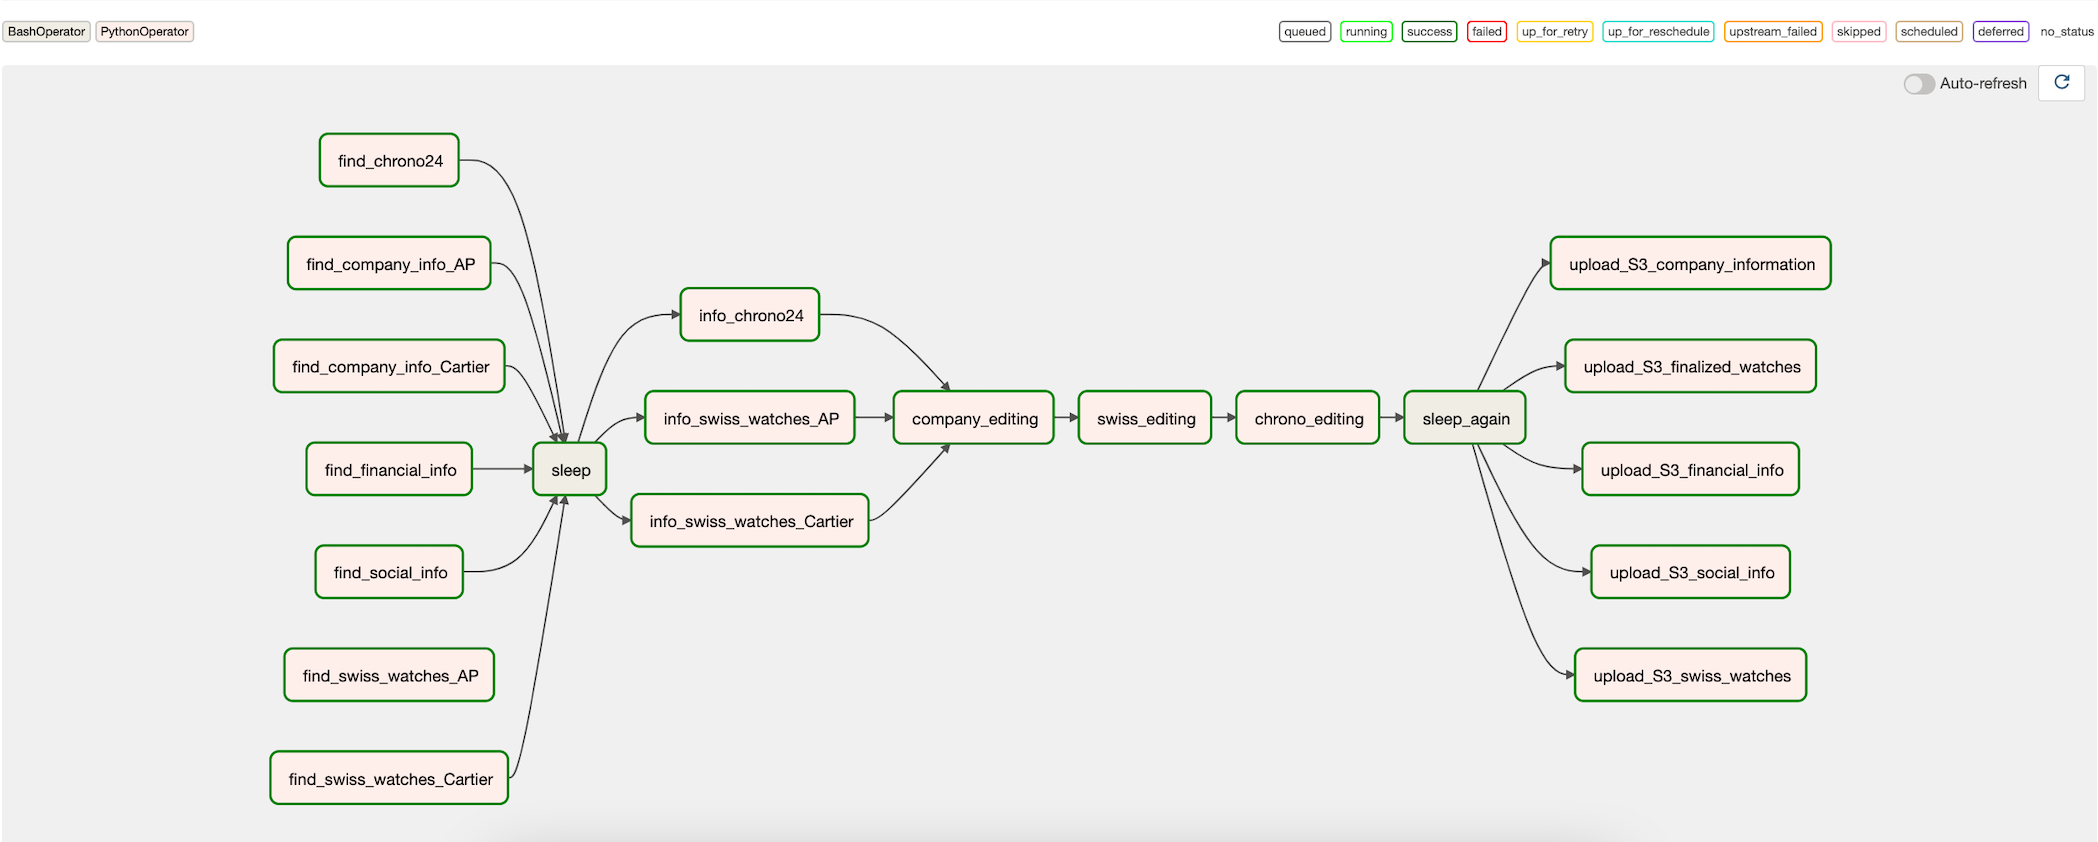 BashOperator PythonOperator queued running success failed up_for_retry up_for_reschedule upstream_failed skipped scheduled deferred no_status
Auto-refresh
find_chrono24
find_company_info_AP
find_company_info_Cartier
find_financial_info
find_social_info
find_swiss_watches_AP
find_swiss_watches_Cartier
sleep
info_chrono24
info_swiss_watches_AP
info_swiss_watches_Cartier
company_editing
swiss_editing
chrono_editing
sleep_again
upload_S3_company_information
upload_S3_finalized_watches
upload_S3_financial_info
upload_S3_social_info
upload_S3_swiss_watches